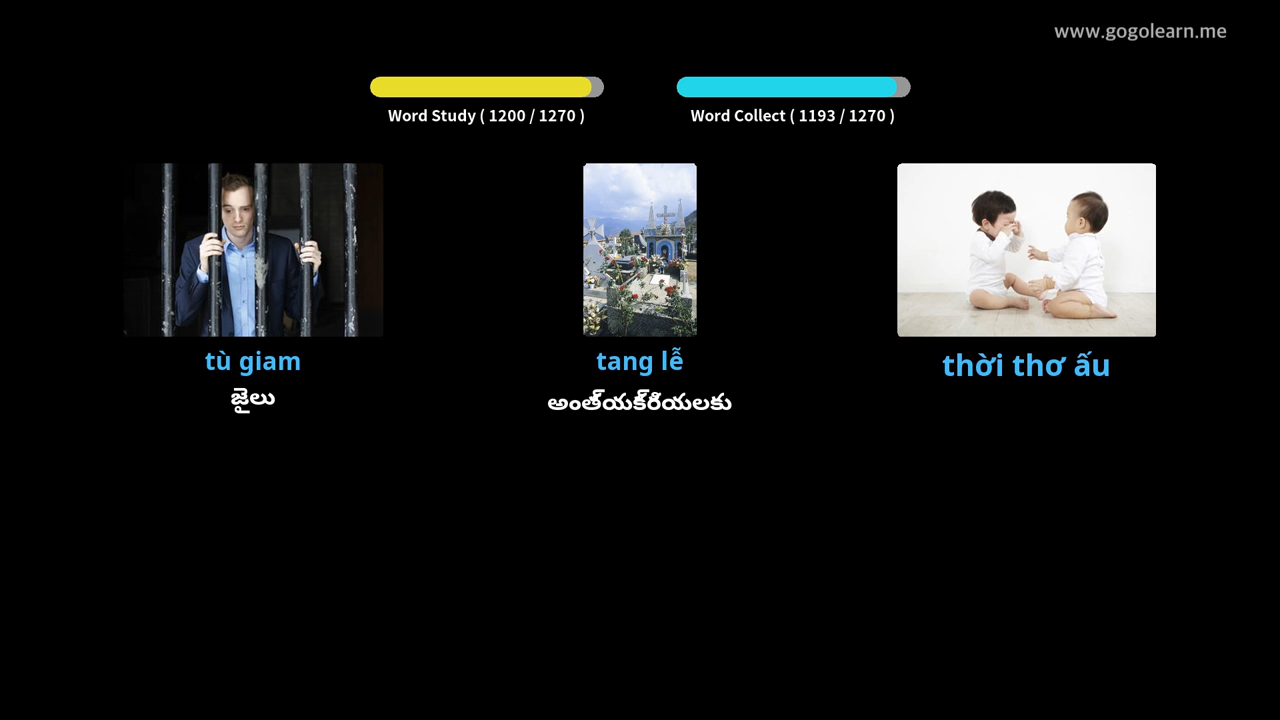 www.gogolearn.me
Word Study ( 1200 / 1270 )
Word Collect ( 1193 / 1270 )
tù giam
tang lễ
thời thơ ấu
జైలు
అంత్యక్రియలకు